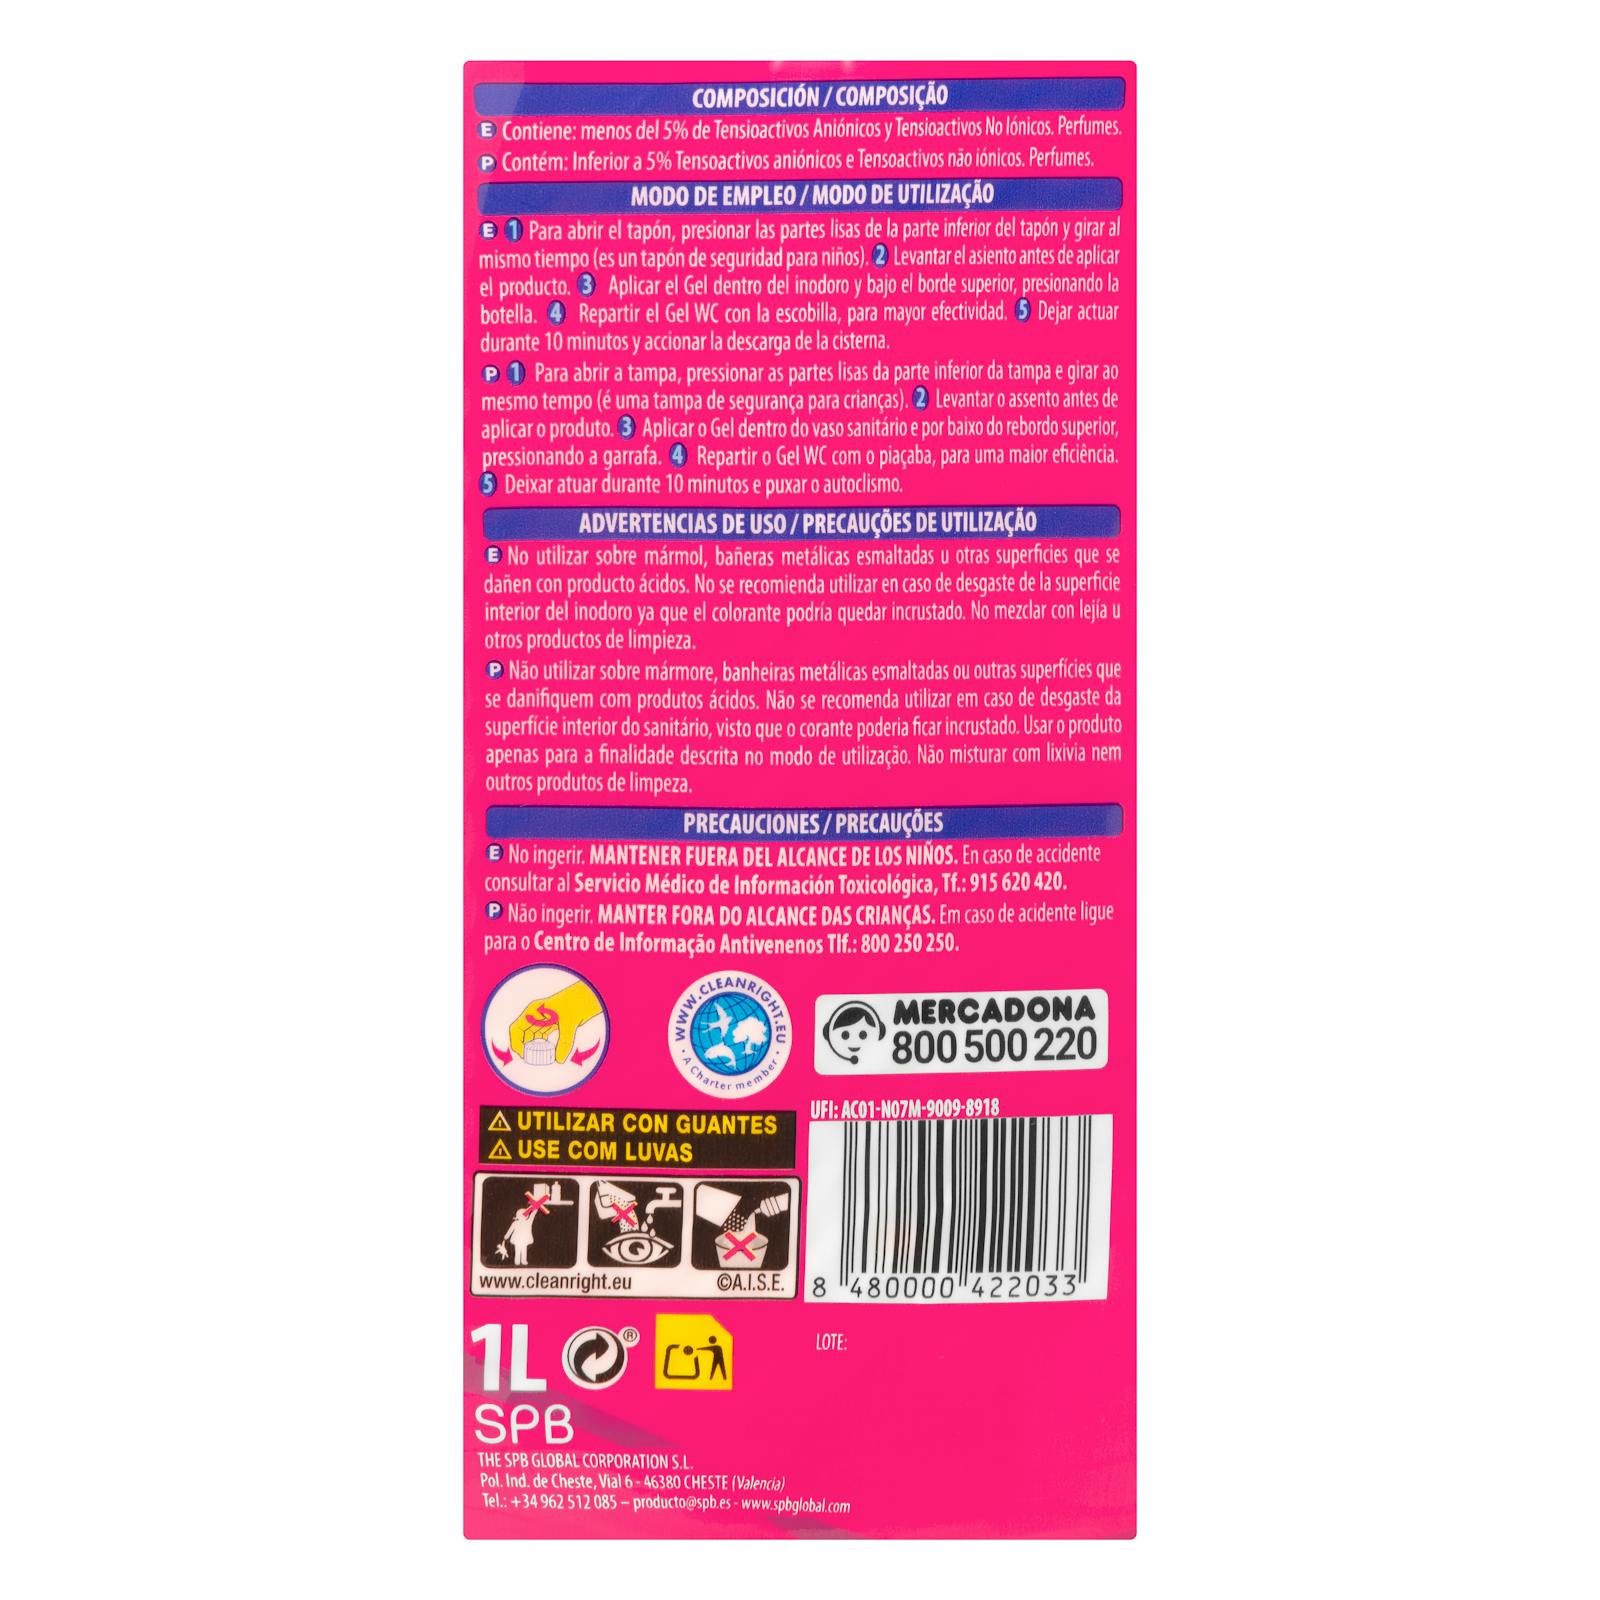 COMPOSICIÓN / COMPOSIÇÃO
E Contiene: menos del 5% de Tensioactivos Aniónicos y Tensioactivos No Iónicos. Perfumes.
P Contém: Inferior a 5% Tensoactivos aniónicos e Tensoactivos não iónicos. Perfumes.
MODO DE EMPLEO / MODO DE UTILIZAÇÃO
E 1 Para abrir el tapón, presionar las partes lisas de la parte inferior del tapón y girar al
mismo tiempo (es un tapón de seguridad para niños). 2 Levantar el asiento antes de aplicar
el producto. 3 Aplicar el Gel dentro del inodoro y bajo el borde superior, presionando la
botella. 4 Repartir el Gel WC con la escobilla, para mayor efectividad. 5 Dejar actuar
durante 10 minutos y accionar la descarga de la cisterna.
P 1 Para abrir a tampa, pressionar as partes lisas da parte inferior da tampa e girar ao
mesmo tempo (é uma tampa de segurança para crianças). 2 Levantar o assento antes de
aplicar o produto. 3 Aplicar o Gel dentro do vaso sanitário e por baixo do rebordo superior,
pressionando a garrafa. 4 Repartir o Gel WC com o piaçaba, para uma maior eficiência.
5 Deixar atuar durante 10 minutos e puxar o autoclismo.
ADVERTENCIAS DE USO / PRECAUÇÕES DE UTILIZAÇÃO
E No utilizar sobre mármol, bañeras metálicas esmaltadas u otras superficies que se
dañen con producto ácidos. No se recomienda utilizar en caso de desgaste de la superficie
interior del inodoro ya que el colorante podría quedar incrustado. No mezclar con lejía u
otros productos de limpieza.
P Não utilizar sobre mármore, banheiras metálicas esmaltadas ou outras superfícies que
se danifiquem com produtos ácidos. Não se recomenda utilizar em caso de desgaste da
superfície interior do sanitário, visto que o corante poderia ficar incrustado. Usar o produto
apenas para a finalidade descrita no modo de utilização. Não misturar com lixivia nem
outros produtos de limpeza.
PRECAUCIONES / PRECAUÇÕES
E No ingerir. MANTENER FUERA DEL ALCANCE DE LOS NIÑOS. En caso de accidente
consultar al Servicio Médico de Información Toxicológica, Tf.: 915 620 420.
P Não ingerir. MANTER FORA DO ALCANCE DAS CRIANÇAS. Em caso de acidente ligue
para o Centro de Informação Antivenenos Tlf.: 800 250 250.
WWW.CLEANRIGHT.EU
· A Charter member ·
MERCADONA
800 500 220
UFI: AC01-N07M-9009-8918
UTILIZAR CON GUANTES
USE COM LUVAS
www.cleanright.eu ©A.I.S.E.
8 480000 422033
1L ®
LOTE:
SPB
THE SPB GLOBAL CORPORATION S.L.
Pol. Ind. de Cheste, Vial 6 - 46380 CHESTE (Valencia)
Tel.: +34 962 512 085 – producto@spb.es - www.spbglobal.com